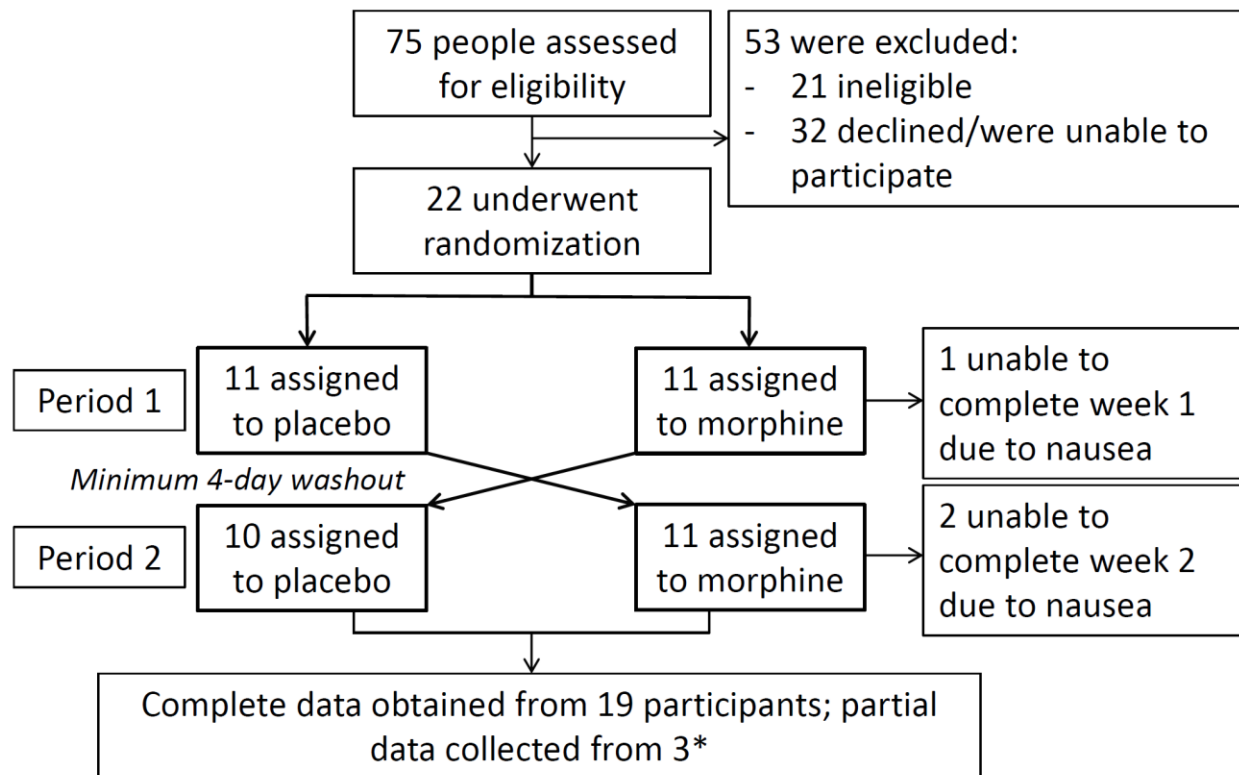 75 people assessed
for eligibility
53 were excluded:
- 21 ineligible
- 32 declined/were unable to
participate
22 underwent
randomization
Period 1
11 assigned
to placebo
11 assigned
to morphine
1 unable to
complete week 1
due to nausea
Minimum 4-day washout
Period 2
10 assigned
to placebo
11 assigned
to morphine
2 unable to
complete week 2
due to nausea
Complete data obtained from 19 participants; partial
data collected from 3*